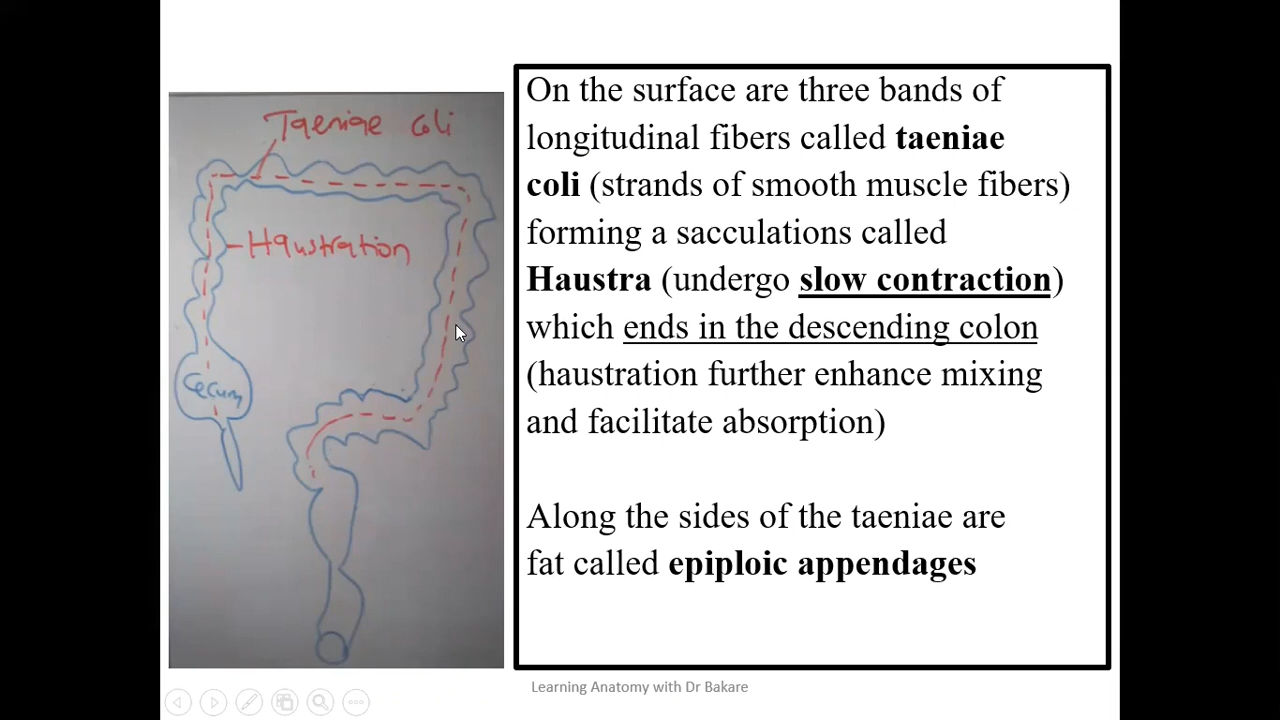 Taeniae coli
Haustration
Cecum
On the surface are three bands of
longitudinal fibers called taeniae
coli (strands of smooth muscle fibers)
forming a sacculations called
Haustra (undergo slow contraction)
which ends in the descending colon
(haustration further enhance mixing
and facilitate absorption)
Along the sides of the taeniae are
fat called epiploic appendages
Learning Anatomy with Dr Bakare